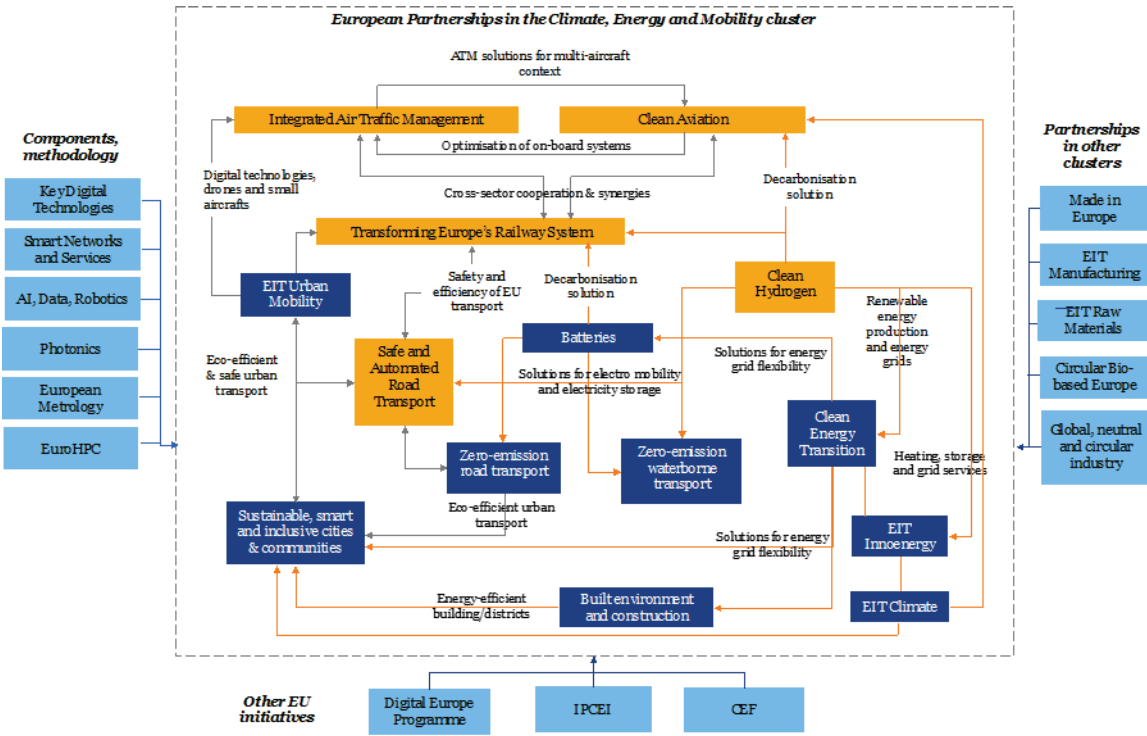 European Partnerships in the Climate, Energy and Mobility cluster
ATM solutions for multi-aircraft
context
Integrated Air Traffic Management
Clean Aviation
Optimisation of on-board systems
Components,
methodology
Key Digital
Technologies
Smart Networks
and Services
AI, Data, Robotics
Photonics
European
Metrology
EuroHPC
Digital technologies,
drones and small
aircrafts
Cross-sector cooperation & synergies
Decarbonisation
solution
Partnerships
in other
clusters
Made in
Europe
EIT
Manufacturing
EIT Raw
Materials
Circular Bio-
based Europe
Global, neutral
and circular
industry
Transforming Europe's Railway System
EIT Urban
Mobility
Safety and
efficiency of EU
transport
Decarbonisation
solution
Clean
Hydrogen
Renewable
energy
production
and energy
grids
Batteries
Eco-efficient
& safe urban
transport
Safe and
Automated
Road
Transport
Solutions for electro mobility
and electricity storage
Solutions for energy
grid flexibility
Clean
Energy
Transition
Zero-emission
road transport
Zero-emission
waterborne
transport
Heating, storage
and grid services
Eco-efficient urban
transport
Sustainable, smart
and inclusive cities
& communities
Solutions for energy
grid flexibility
EIT
Innoenergy
Energy-efficient
building/districts
Built environment
and construction
EIT Climate
Other EU
initiatives
Digital Europe
Programme
IPCEI
CEF